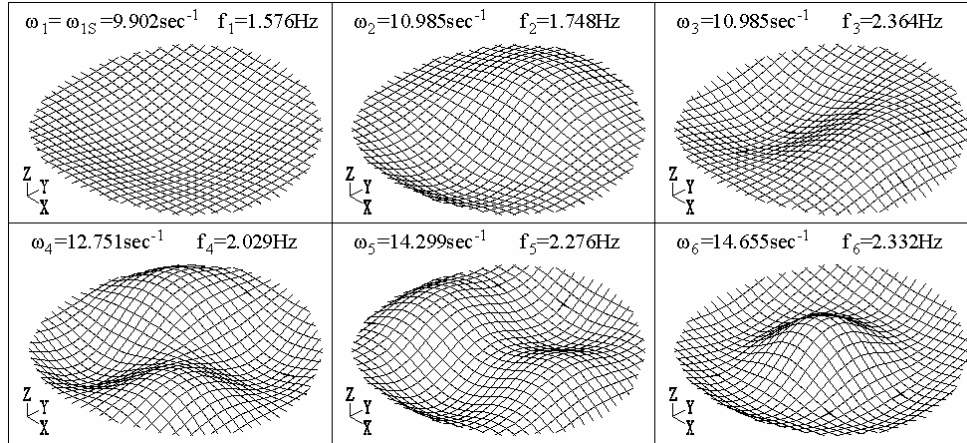 ω₁= ω₁S =9.902sec⁻¹ f₁=1.576Hz
ω₂=10.985sec⁻¹ f₂=1.748Hz
ω₃=10.985sec⁻¹ f₃=2.364Hz
Z Y
X
Z Y
X
Z Y
X
ω₄=12.751sec⁻¹ f₄=2.029Hz
ω₅=14.299sec⁻¹ f₅=2.276Hz
ω₆=14.655sec⁻¹ f₆=2.332Hz
Z Y
X
Z Y
X
Z Y
X